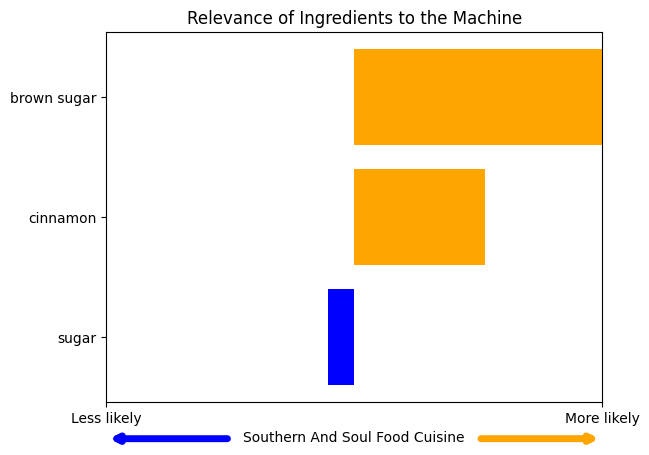 Relevance of Ingredients to the Machine
brown sugar
cinnamon
sugar
Less likely
More likely
Southern And Soul Food Cuisine